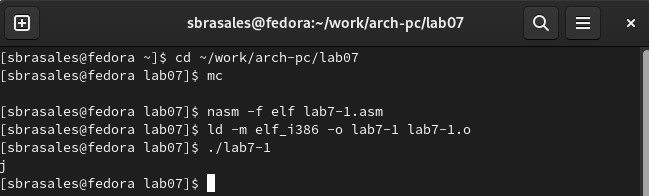 sbrasales@fedora:~/work/arch-pc/lab07
[sbrasales@fedora ~]$ cd ~/work/arch-pc/lab07
[sbrasales@fedora lab07]$ mc
[sbrasales@fedora lab07]$ nasm -f elf lab7-1.asm
[sbrasales@fedora lab07]$ ld -m elf_i386 -o lab7-1 lab7-1.o
[sbrasales@fedora lab07]$ ./lab7-1
j
[sbrasales@fedora lab07]$